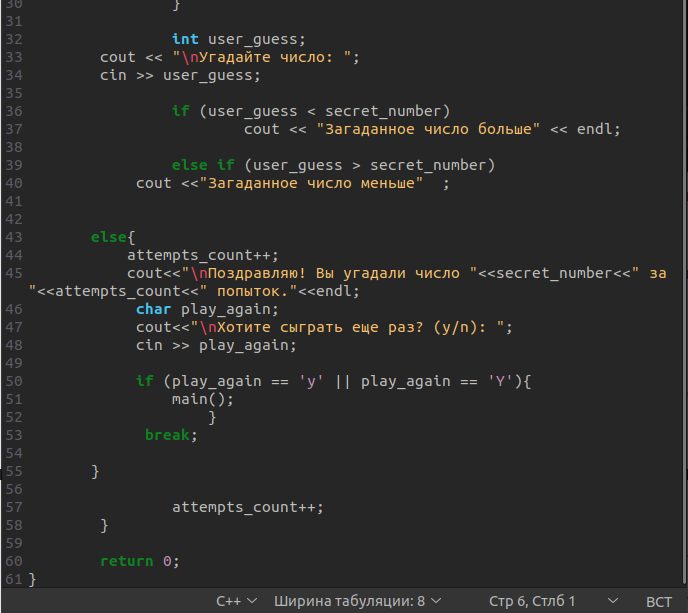 30 }
31
32 int user_guess;
33 cout << "\nУгадайте число: ";
34 cin >> user_guess;
35
36 if (user_guess < secret_number)
37 cout << "Загаданное число больше" << endl;
38
39 else if (user_guess > secret_number)
40 cout <<"Загаданное число меньше"  ;
41
42
43 else{
44 attempts_count++;
45 cout<<"\nПоздравляю! Вы угадали число "<<secret_number<<" за
"<<attempts_count<<" попыток."<<endl;
46 char play_again;
47 cout<<"\nХотите сыграть еще раз? (y/n): ";
48 cin >> play_again;
49
50 if (play_again == 'y' || play_again == 'Y'){
51 main();
52 }
53 break;
54
55 }
56
57 attempts_count++;
58 }
59
60 return 0;
61 }
C++ Ширина табуляции: 8 Стр 6, Стлб 1 ВСТ